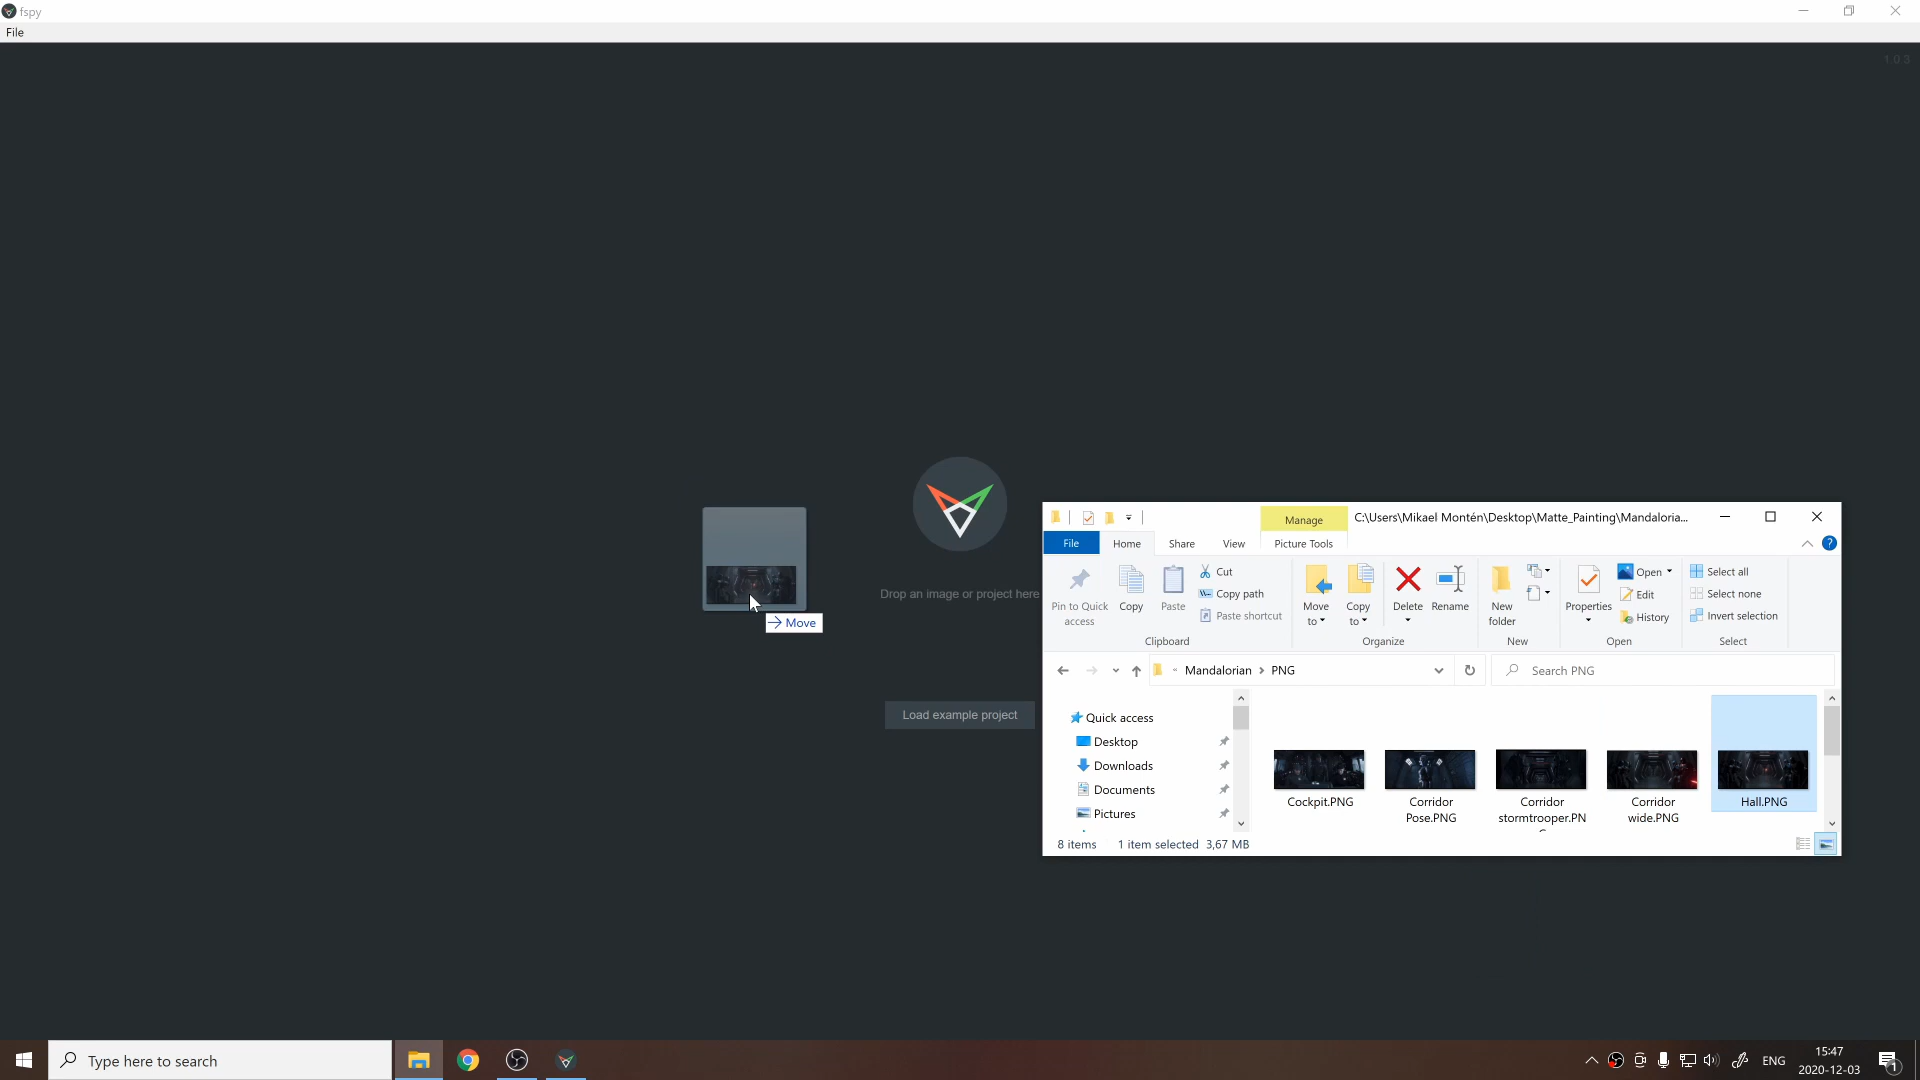 fspy
File
1.0.3
Drop an image or project here
Move
Load example project
Manage
C:\Users\Mikael Montén\Desktop\Matte_Painting\Mandaloria...
File
Home
Share
View
Picture Tools
Pin to Quick
access
Copy
Paste
Cut
Copy path
Paste shortcut
Clipboard
Move
to
Copy
to
Delete
Rename
Organize
New
folder
New
Properties
Open
Edit
History
Open
Select all
Select none
Invert selection
Select
« Mandalorian > PNG
Search PNG
Quick access
Desktop
Downloads
Documents
Pictures
Cockpit.PNG
Corridor
Pose.PNG
Corridor
stormtrooper.PN
Corridor
wide.PNG
Hall.PNG
8 items
1 item selected 3,67 MB
Type here to search
ENG
15:47
2020-12-03
1